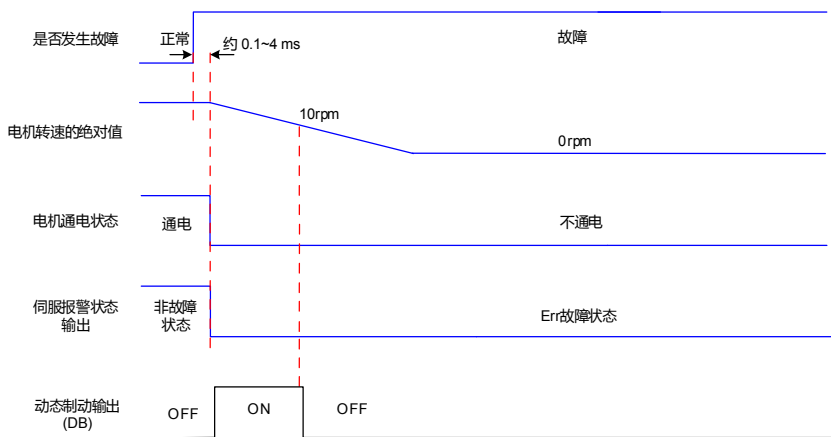 是否发生故障
正常
约 0.1~4 ms
故障
电机转速的绝对值
10rpm
0rpm
电机通电状态
通电
不通电
伺服报警状态
输出
非故障
状态
Err故障状态
动态制动输出
(DB)
OFF
ON
OFF